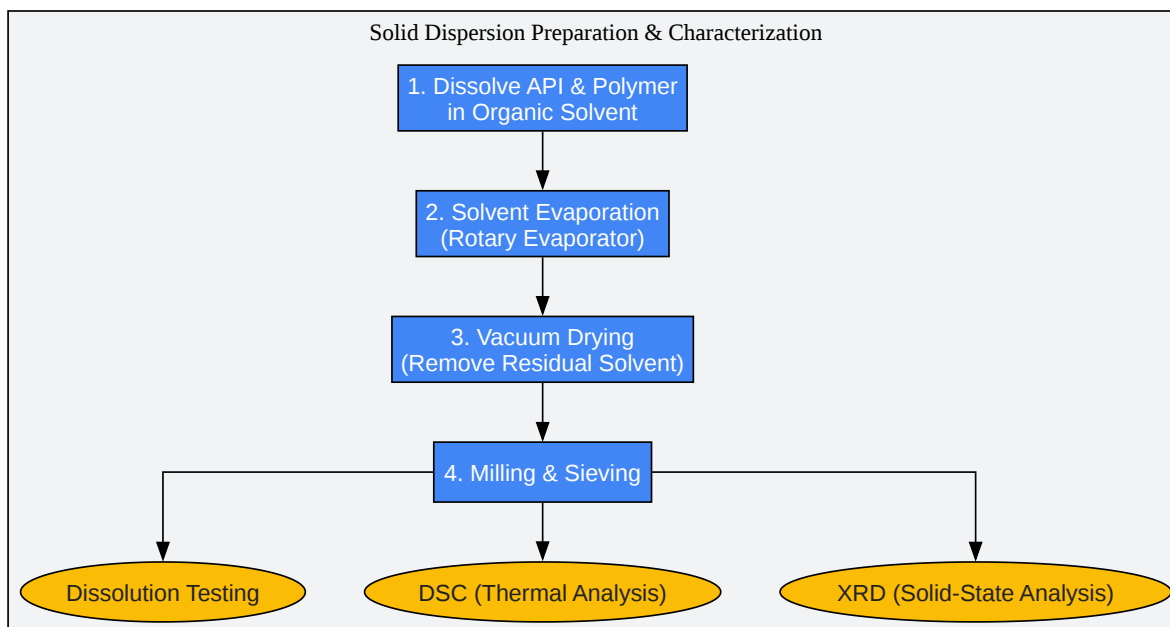 Solid Dispersion Preparation & Characterization
1. Dissolve API & Polymer
in Organic Solvent
2. Solvent Evaporation
(Rotary Evaporator)
3. Vacuum Drying
(Remove Residual Solvent)
4. Milling & Sieving
Dissolution Testing
DSC (Thermal Analysis)
XRD (Solid-State Analysis)